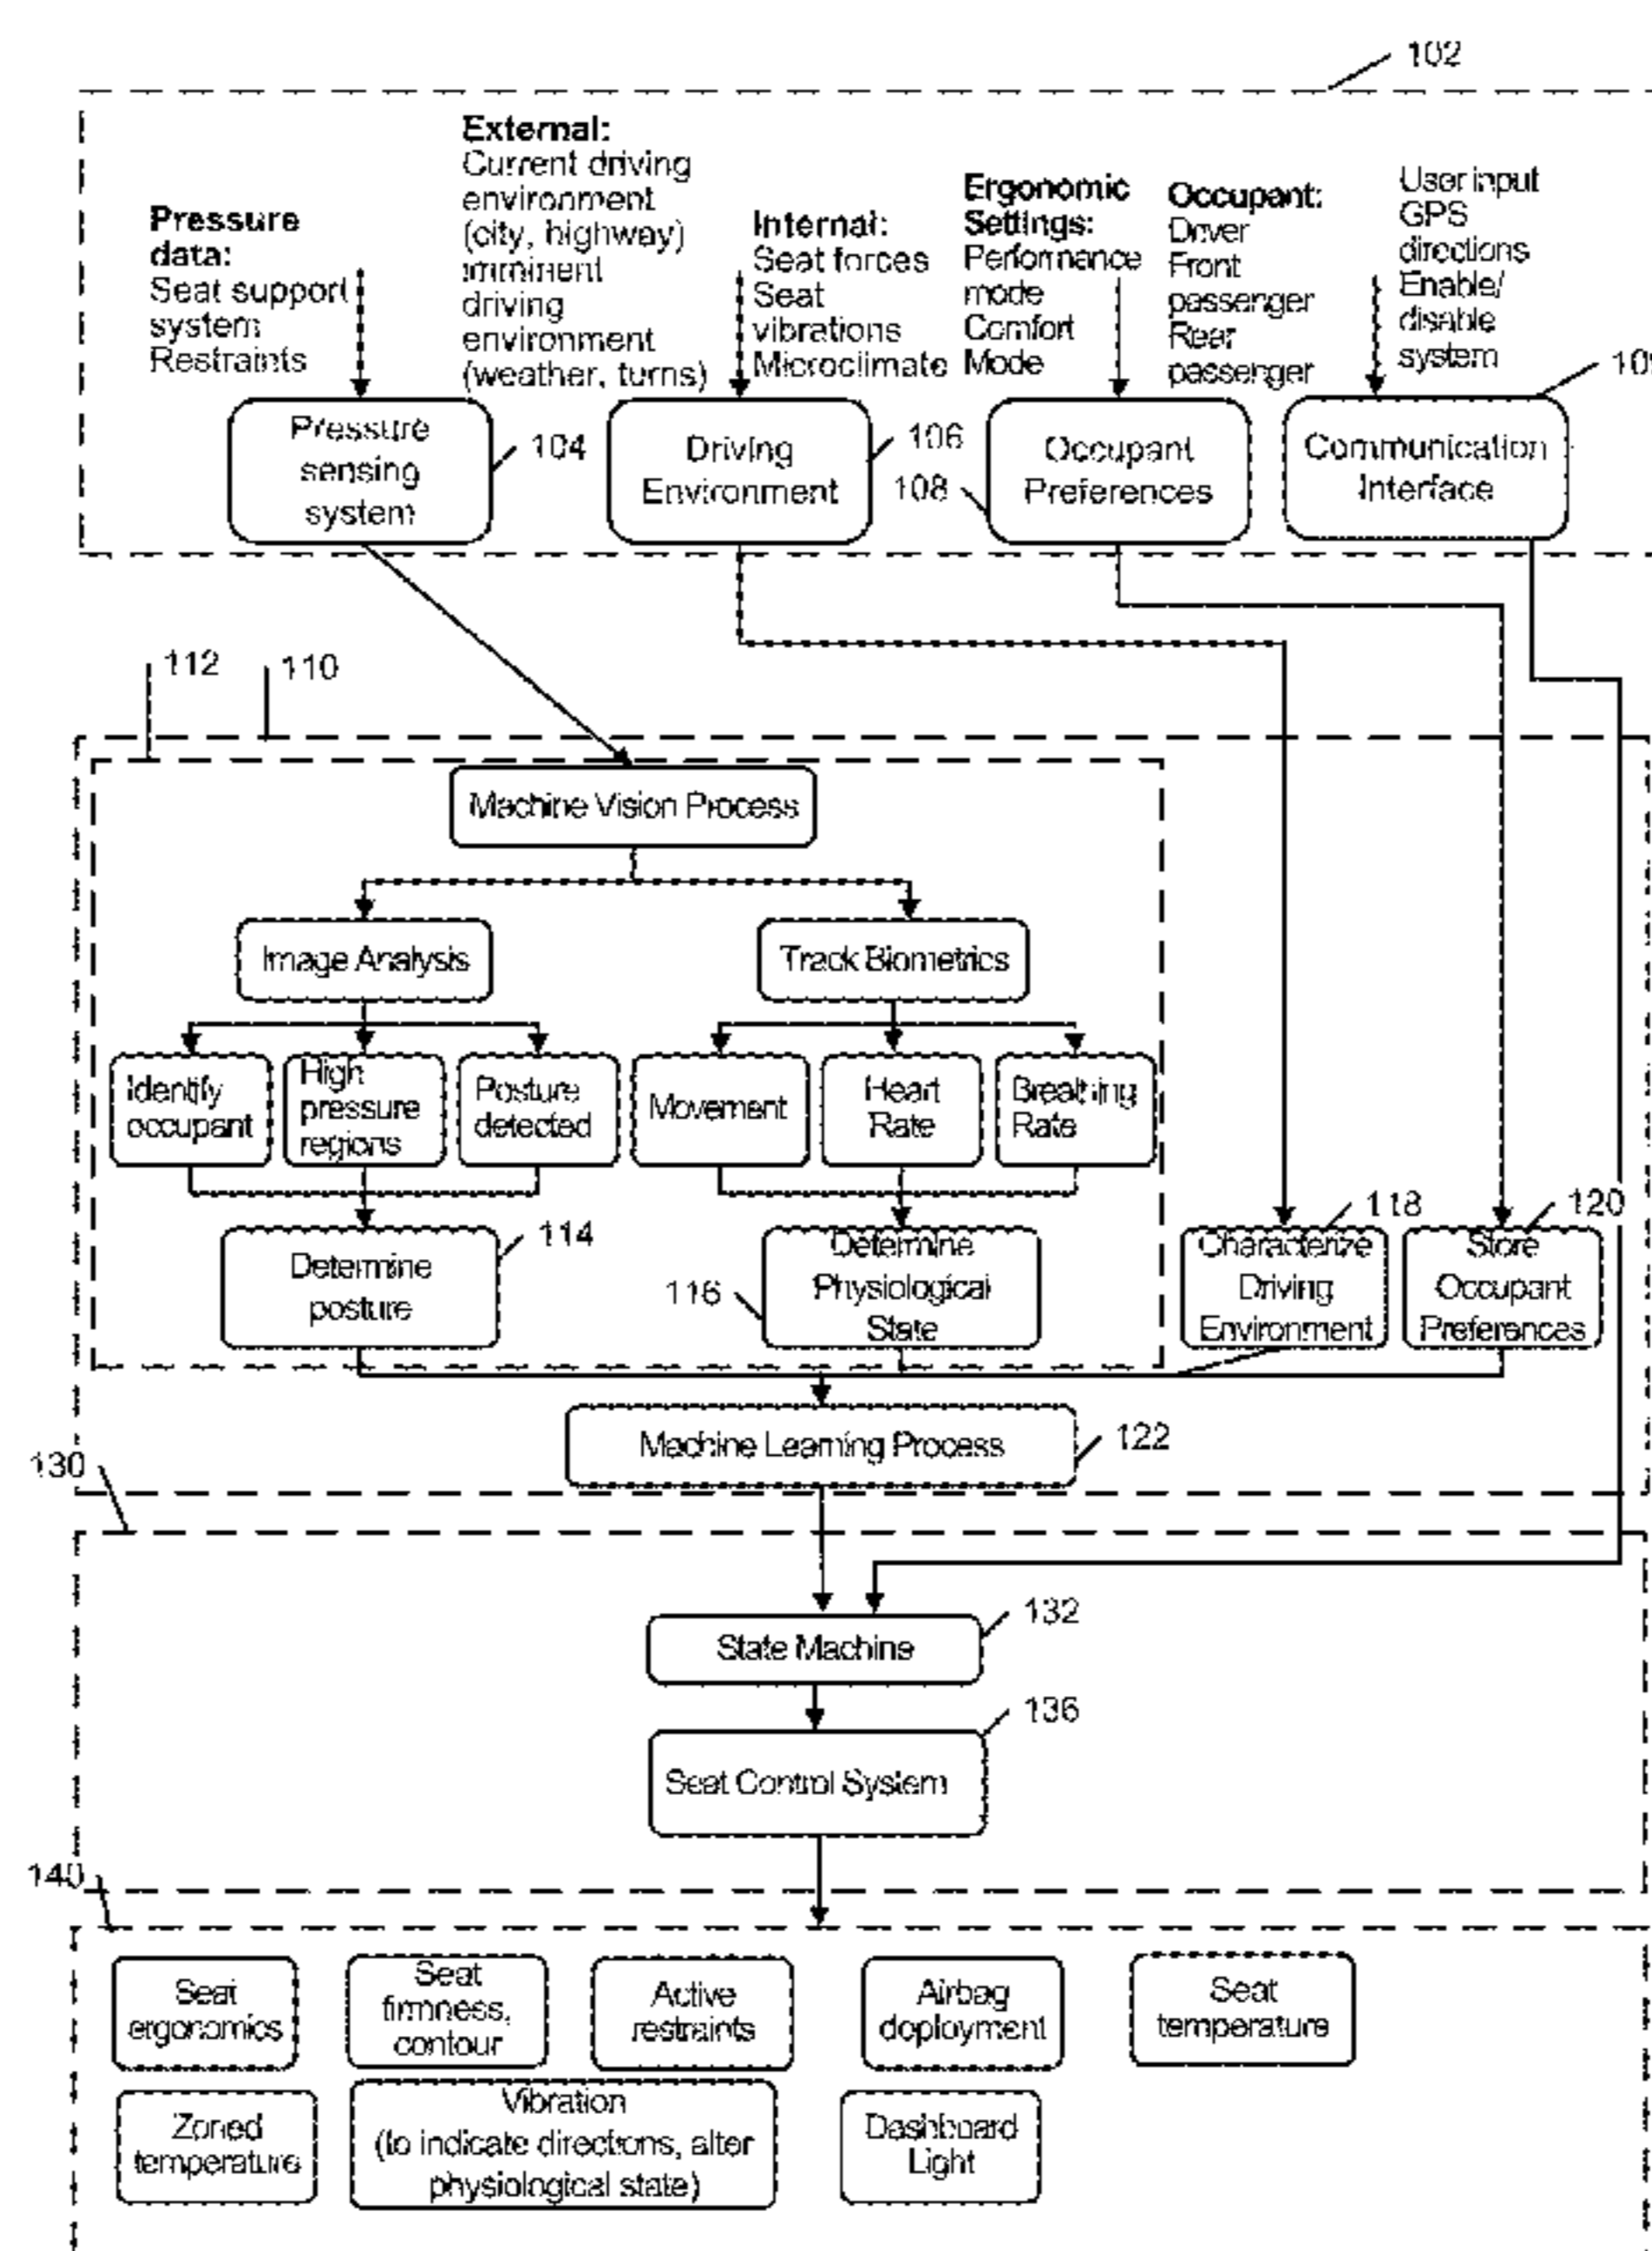 102
Pressure
data:
Seat support
system
Restraints
External:
Current driving
environment
(city, highway)
Imminent
driving
environment
(weather, turns)
Internal:
Seat forces
Seat
vibrations
Microclimate
Ergonomic
Settings:
Performance
mode
Comfort
Mode
Occupant:
Driver
Front
passenger
Rear
passenger
User input
GPS
directions
Enable/
disable
system
Pressure
sensing
system
104
Driving
Environment
106
108
Occupant
Preferences
Communication
Interface
112
110
Machine Vision Process
Image Analysis
Track Biometrics
Identify
occupant
High
pressure
regions
Posture
detected
Movement
Heart
Rate
Breathing
Rate
Determine
posture
114
116
Determine
Physiological
State
118
Characterize
Driving
Environment
120
Store
Occupant
Preferences
Machine Learning Process
122
130
State Machine
132
Seat Control System
136
140
Seat
ergonomics
Seat
firmness,
contour
Active
restraints
Airbag
deployment
Seat
temperature
Zoned
temperature
Vibration
(to indicate directions, alter
physiological state)
Dashboard
Light